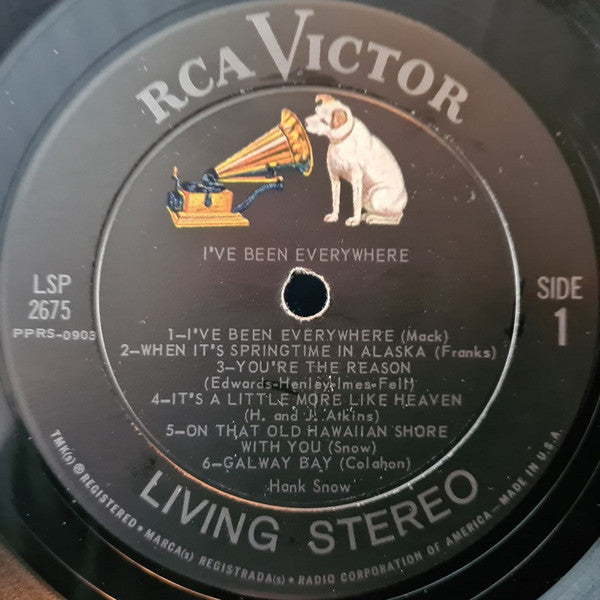 RCA VICTOR
I'VE BEEN EVERYWHERE
LSP
2675
PPRS-0903
SIDE
1
1–I'VE BEEN EVERYWHERE (Mack)
2–WHEN IT'S SPRINGTIME IN ALASKA (Franks)
3–YOU'RE THE REASON
(Edwards-Henley-Imes-Fell)
4–IT'S A LITTLE MORE LIKE HEAVEN
(H. and J. Atkins)
5–ON THAT OLD HAWAIIAN SHORE
WITH YOU (Snow)
6–GALWAY BAY (Colahon)
Hank Snow
LIVING STEREO
TMK(s) ® REGISTERED • MARCA(s) REGISTRADA(s) • RADIO CORPORATION OF AMERICA – MADE IN U.S.A.